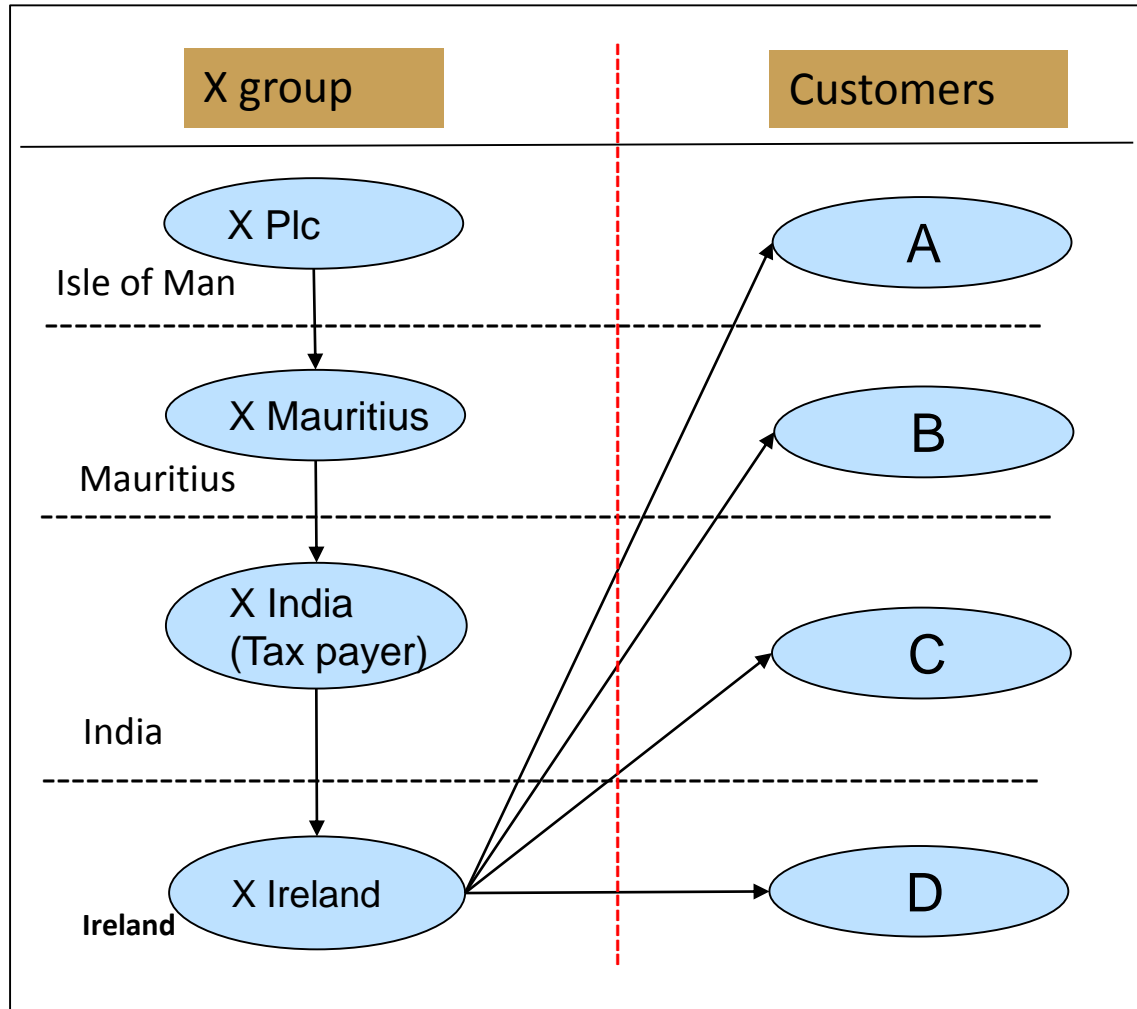 X group
Customers
X Plc
A
Isle of Man
X Mauritius
B
Mauritius
X India
(Tax payer)
C
India
X Ireland
D
Ireland